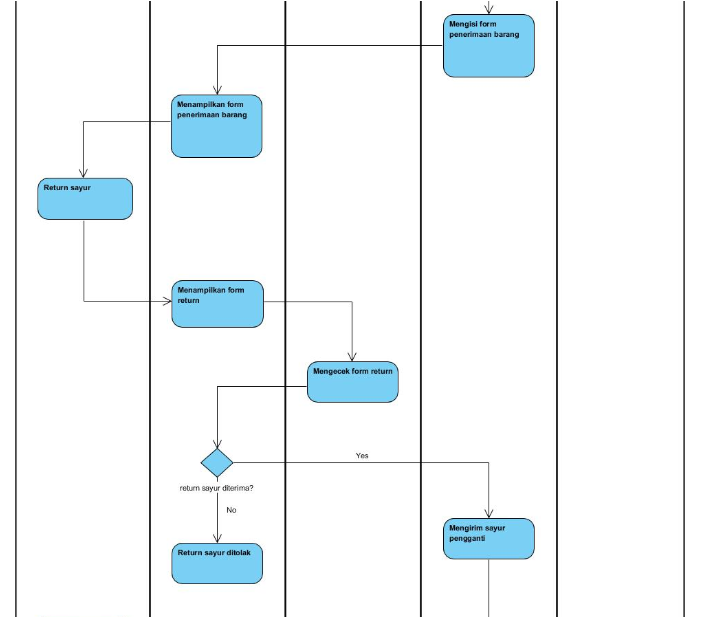 Mengisi form
penerimaan barang
Menampilkan form
penerimaan barang
Return sayur
Menampilkan form
return
Mengecek form return
Yes
return sayur diterima?
No
Mengirim sayur
pengganti
Return sayur ditolak